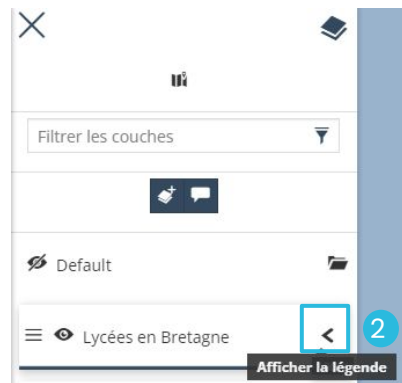 Filtrer les couches
Default
Lycées en Bretagne
2
Afficher la légende